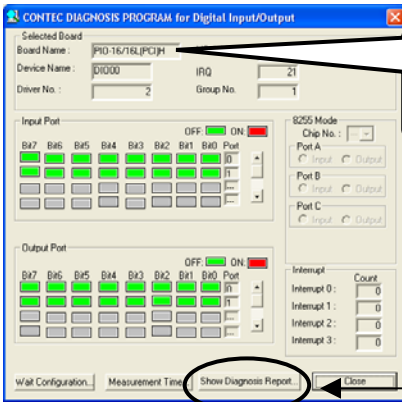 CONTEC DIAGNOSIS PROGRAM for Digital Input/Output
Selected Board
Board Name : PIO-16/16L(PCI)H
Device Name : DIO00 IRQ 21
Driver No. : 2 Group No. 1
Input Port
OFF: ON:
Bit7 Bit6 Bit5 Bit4 Bit3 Bit2 Bit1 Bit0 Port
0
1
---
---
8255 Mode
Chip No. : --
Port A
Input Output
Port B
Input Output
Port C
Input Output
Output Port
OFF: ON:
Bit7 Bit6 Bit5 Bit4 Bit3 Bit2 Bit1 Bit0 Port
0
1
---
---
Interrupt
Count
Interrupt 0 : 0
Interrupt 1 : 0
Interrupt 2 : 0
Interrupt 3 : 0
Wait Configuration... Measurement Time... Show Diagnosis Report... Close